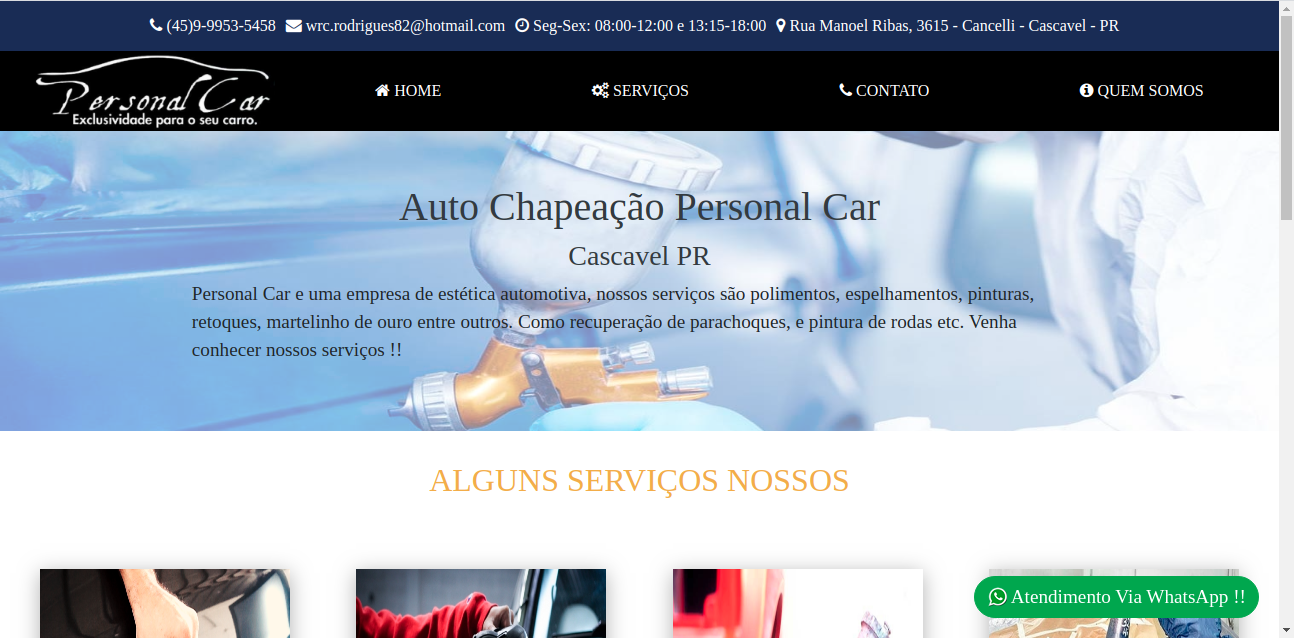 (45)9-9953-5458 wrc.rodrigues82@hotmail.com Seg-Sex: 08:00-12:00 e 13:15-18:00 Rua Manoel Ribas, 3615 - Cancelli - Cascavel - PR
Personal Car
Exclusividade para o seu carro.
HOME SERVIÇOS CONTATO QUEM SOMOS
Auto Chapeação Personal Car
Cascavel PR
Personal Car e uma empresa de estética automotiva, nossos serviços são polimentos, espelhamentos, pinturas,
retoques, martelinho de ouro entre outros. Como recuperação de parachoques, e pintura de rodas etc. Venha
conhecer nossos serviços !!
ALGUNS SERVIÇOS NOSSOS
Atendimento Via WhatsApp !!